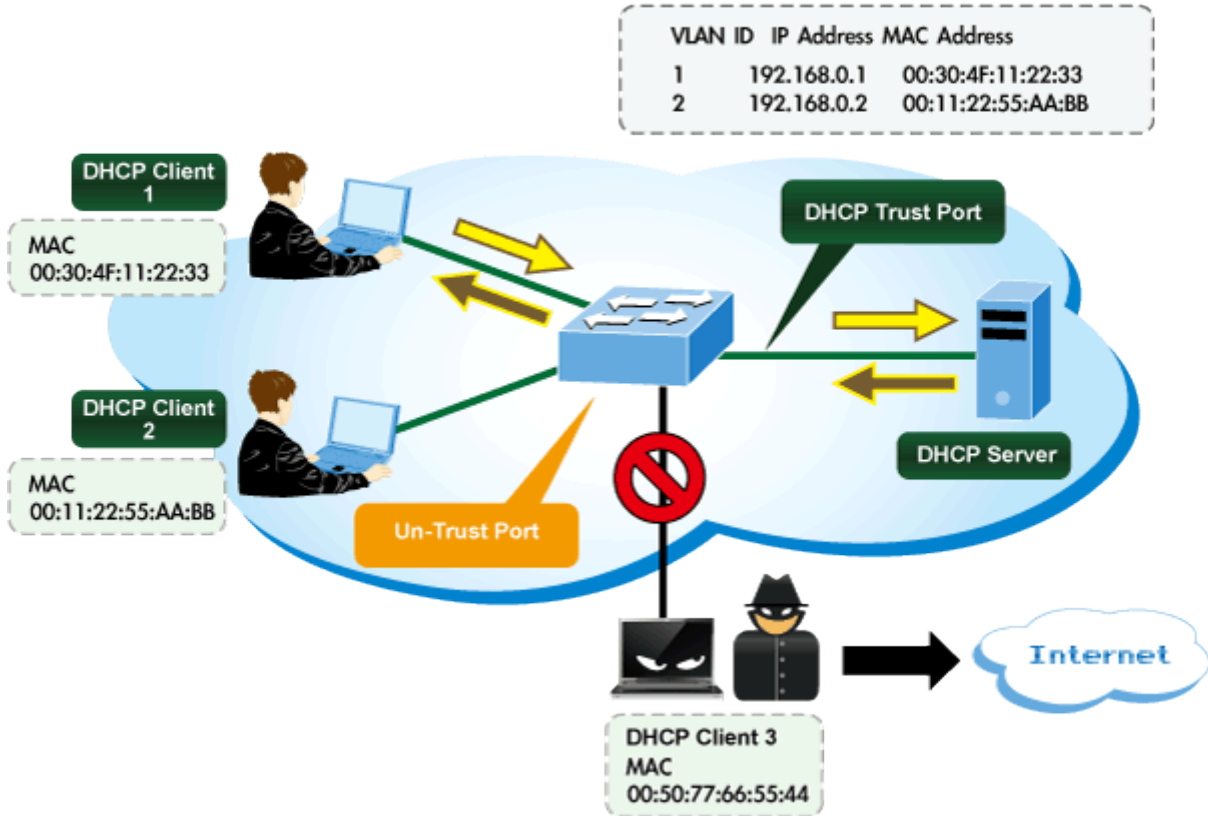 VLAN ID IP Address MAC Address
1 192.168.0.1 00:30:4F:11:22:33
2 192.168.0.2 00:11:22:55:AA:BB
DHCP Client
1
MAC
00:30:4F:11:22:33
DHCP Trust Port
DHCP Client
2
MAC
00:11:22:55:AA:BB
DHCP Server
Un-Trust Port
Internet
DHCP Client 3
MAC
00:50:77:66:55:44